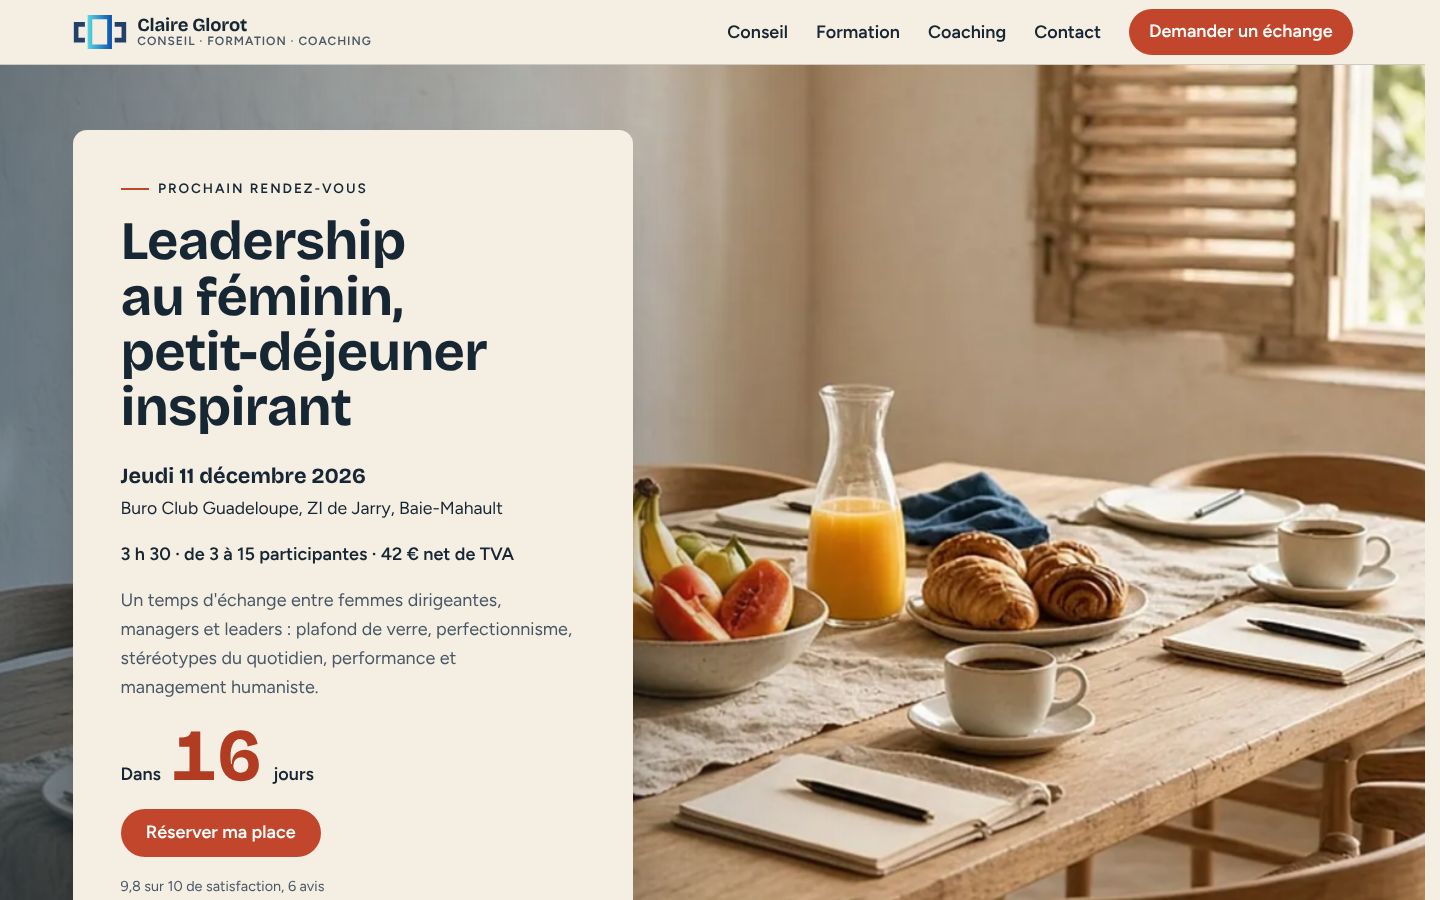 Claire Glorot
CONSEIL · FORMATION · COACHING
Conseil
Formation
Coaching
Contact
Demander un échange
PROCHAIN RENDEZ-VOUS
Leadership
au féminin,
petit-déjeuner
inspirant
Jeudi 11 décembre 2026
Buro Club Guadeloupe, ZI de Jarry, Baie-Mahault
3 h 30 · de 3 à 15 participantes · 42 € net de TVA
Un temps d'échange entre femmes dirigeantes,
managers et leaders : plafond de verre, perfectionnisme,
stéréotypes du quotidien, performance et
management humaniste.
Dans 16 jours
Réserver ma place
9,8 sur 10 de satisfaction, 6 avis